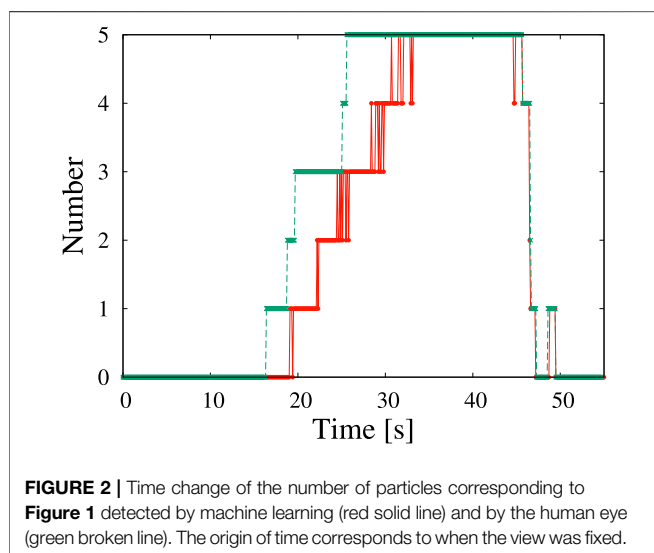 5
4
3
2
1
0
Number
0 10 20 30 40 50
Time [s]
FIGURE 2 | Time change of the number of particles corresponding to
Figure 1 detected by machine learning (red solid line) and by the human eye
(green broken line). The origin of time corresponds to when the view was fixed.